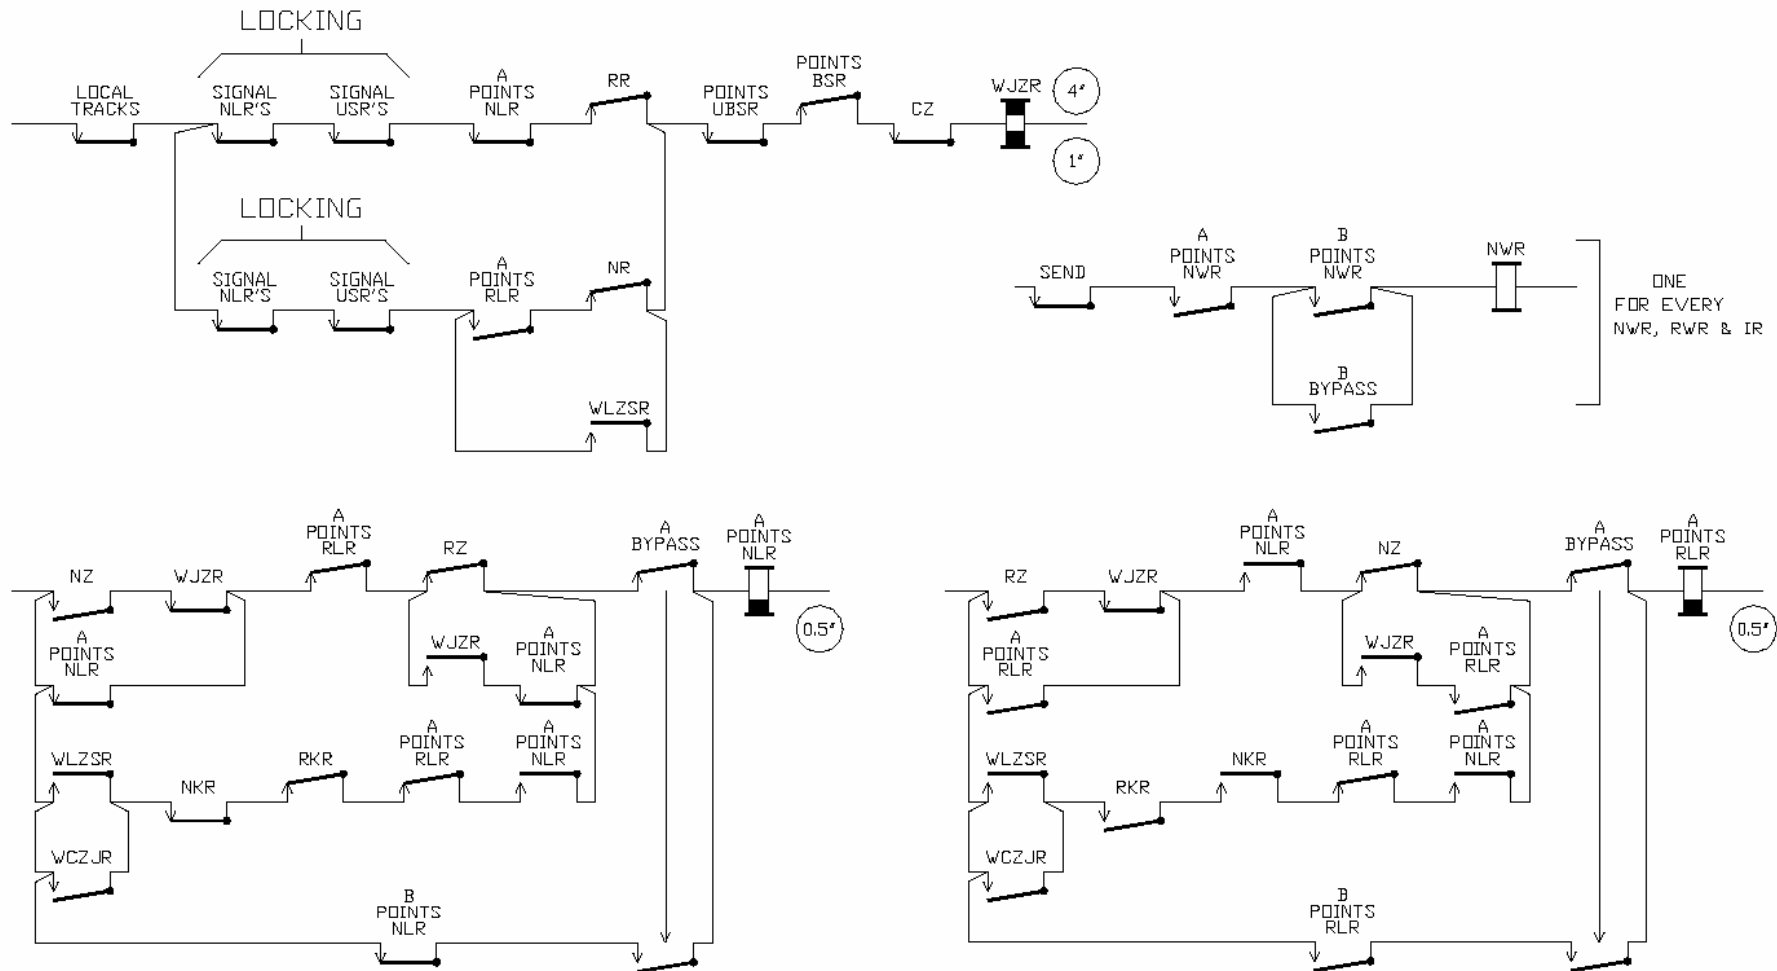 LOCKING
LOCAL
TRACKS
SIGNAL
NLR'S
SIGNAL
USR'S
A
POINTS
NLR
RR
POINTS
UBSR
POINTS
BSR
CZ
WJZR
4"
1"
LOCKING
SIGNAL
NLR'S
SIGNAL
USR'S
A
POINTS
RLR
NR
WLZSR
SEND
A
POINTS
NWR
B
POINTS
NWR
NWR
B
BYPASS
ONE
FOR EVERY
NWR, RWR & IR
NZ
WJZR
A
POINTS
RLR
RZ
A
BYPASS
A
POINTS
NLR
0.5"
A
POINTS
NLR
WJZR
A
POINTS
NLR
WLZSR
NKR
RKR
A
POINTS
RLR
A
POINTS
NLR
WCZJR
B
POINTS
NLR
RZ
WJZR
A
POINTS
NLR
NZ
A
BYPASS
A
POINTS
RLR
0.5"
A
POINTS
RLR
WJZR
A
POINTS
RLR
WLZSR
RKR
NKR
A
POINTS
RLR
A
POINTS
NLR
WCZJR
B
POINTS
RLR